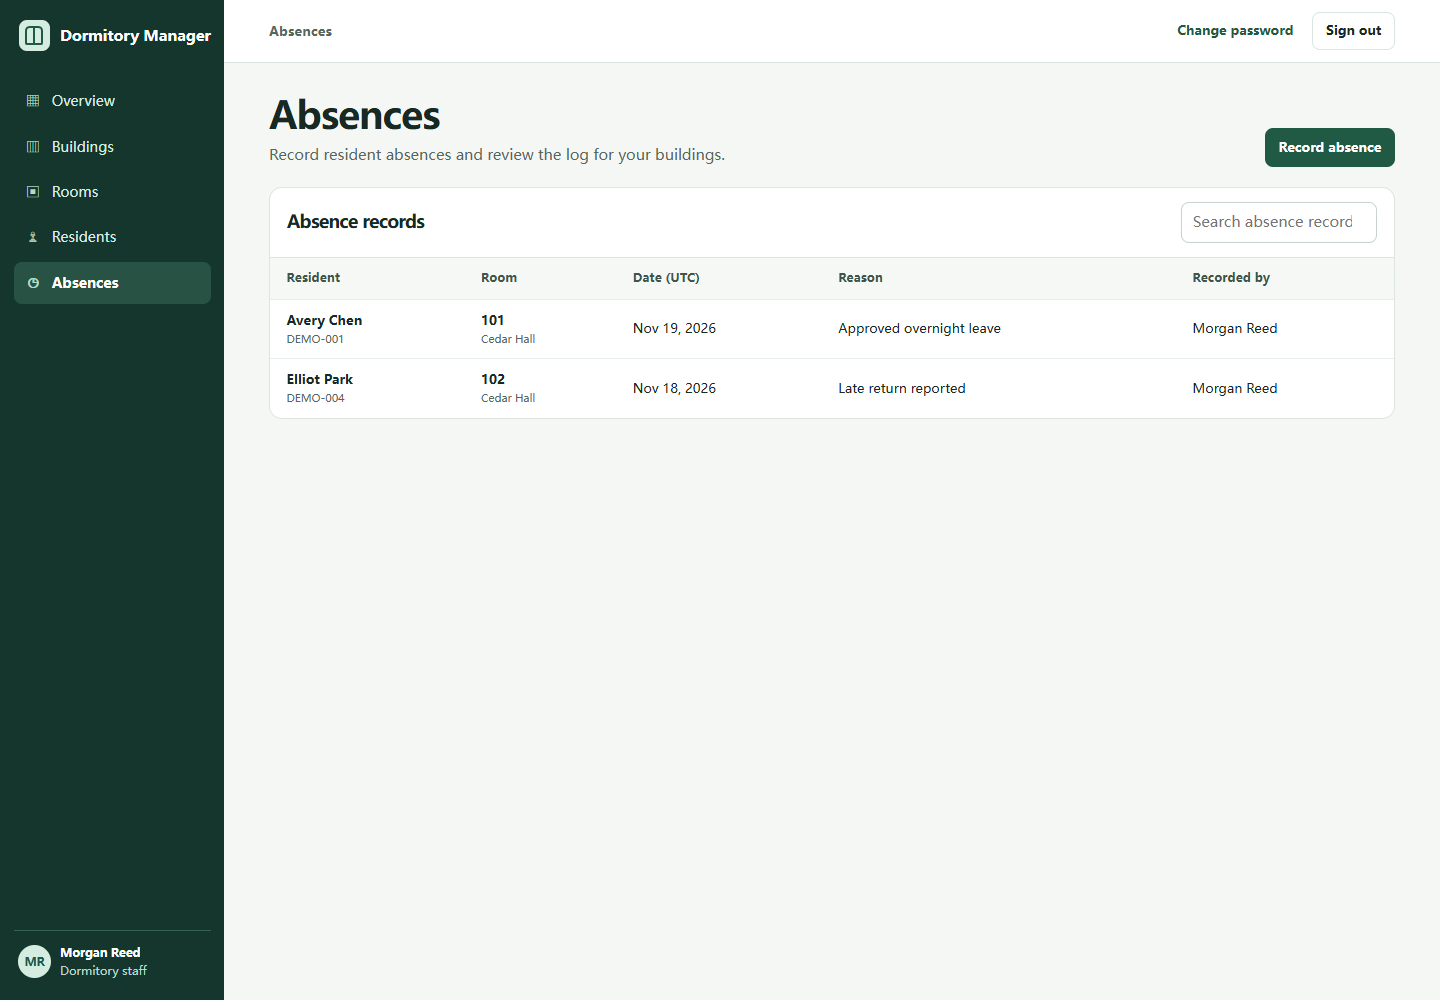 Dormitory Manager
Overview
Buildings
Rooms
Residents
Absences
MR
Morgan Reed
Dormitory staff
Absences
Change password
Sign out
Absences
Record resident absences and review the log for your buildings.
Record absence
Absence records
Search absence record
Resident Room Date (UTC) Reason Recorded by
Avery Chen 101 Nov 19, 2026 Approved overnight leave Morgan Reed
DEMO-001 Cedar Hall
Elliot Park 102 Nov 18, 2026 Late return reported Morgan Reed
DEMO-004 Cedar Hall